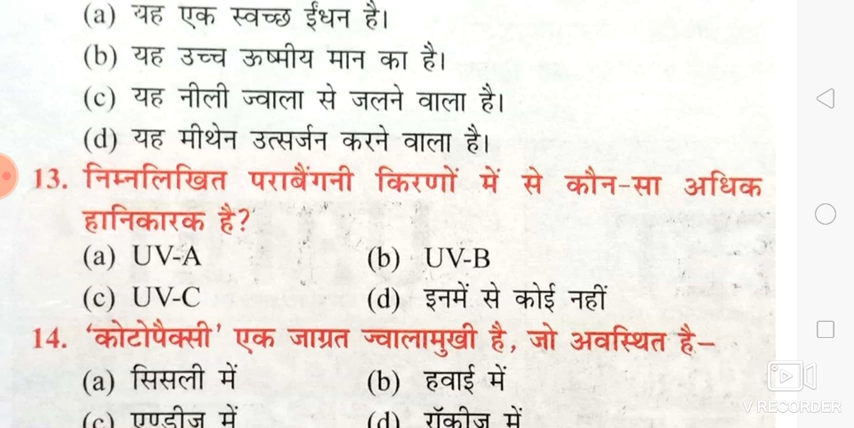 (a) यह एक स्वच्छ ईंधन है।
(b) यह उच्च ऊष्मीय मान का है।
(c) यह नीली ज्वाला से जलने वाला है।
(d) यह मीथेन उत्सर्जन करने वाला है।
13. निम्नलिखित पराबैंगनी किरणों में से कौन-सा अधिक
हानिकारक है?
(a) UV-A (b) UV-B
(c) UV-C (d) इनमें से कोई नहीं
14. ‘कोटोपैक्सी’ एक जाग्रत ज्वालामुखी है, जो अवस्थित है–
(a) सिसली में (b) हवाई में
(c) एण्डीज में (d) रॉकीज में
V RECORDER